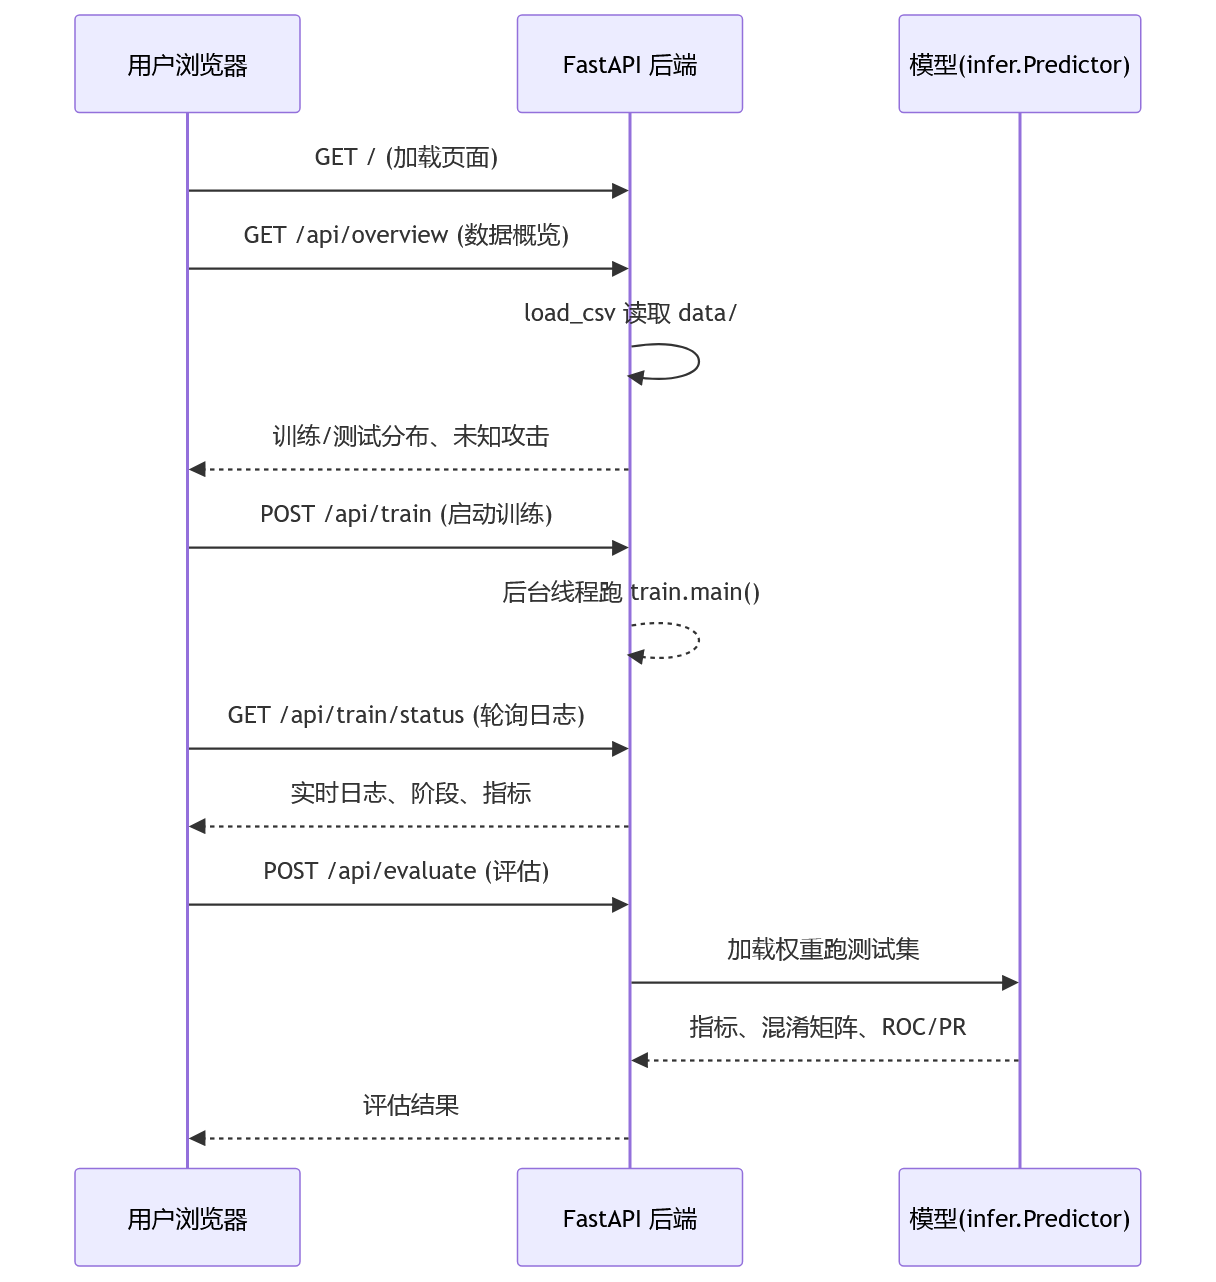 用户浏览器
FastAPI 后端
模型(infer.Predictor)
GET / (加载页面)
GET /api/overview (数据概览)
load_csv 读取 data/
训练/测试分布、未知攻击
POST /api/train (启动训练)
后台线程跑 train.main()
GET /api/train/status (轮询日志)
实时日志、阶段、指标
POST /api/evaluate (评估)
加载权重跑测试集
指标、混淆矩阵、ROC/PR
评估结果
用户浏览器
FastAPI 后端
模型(infer.Predictor)